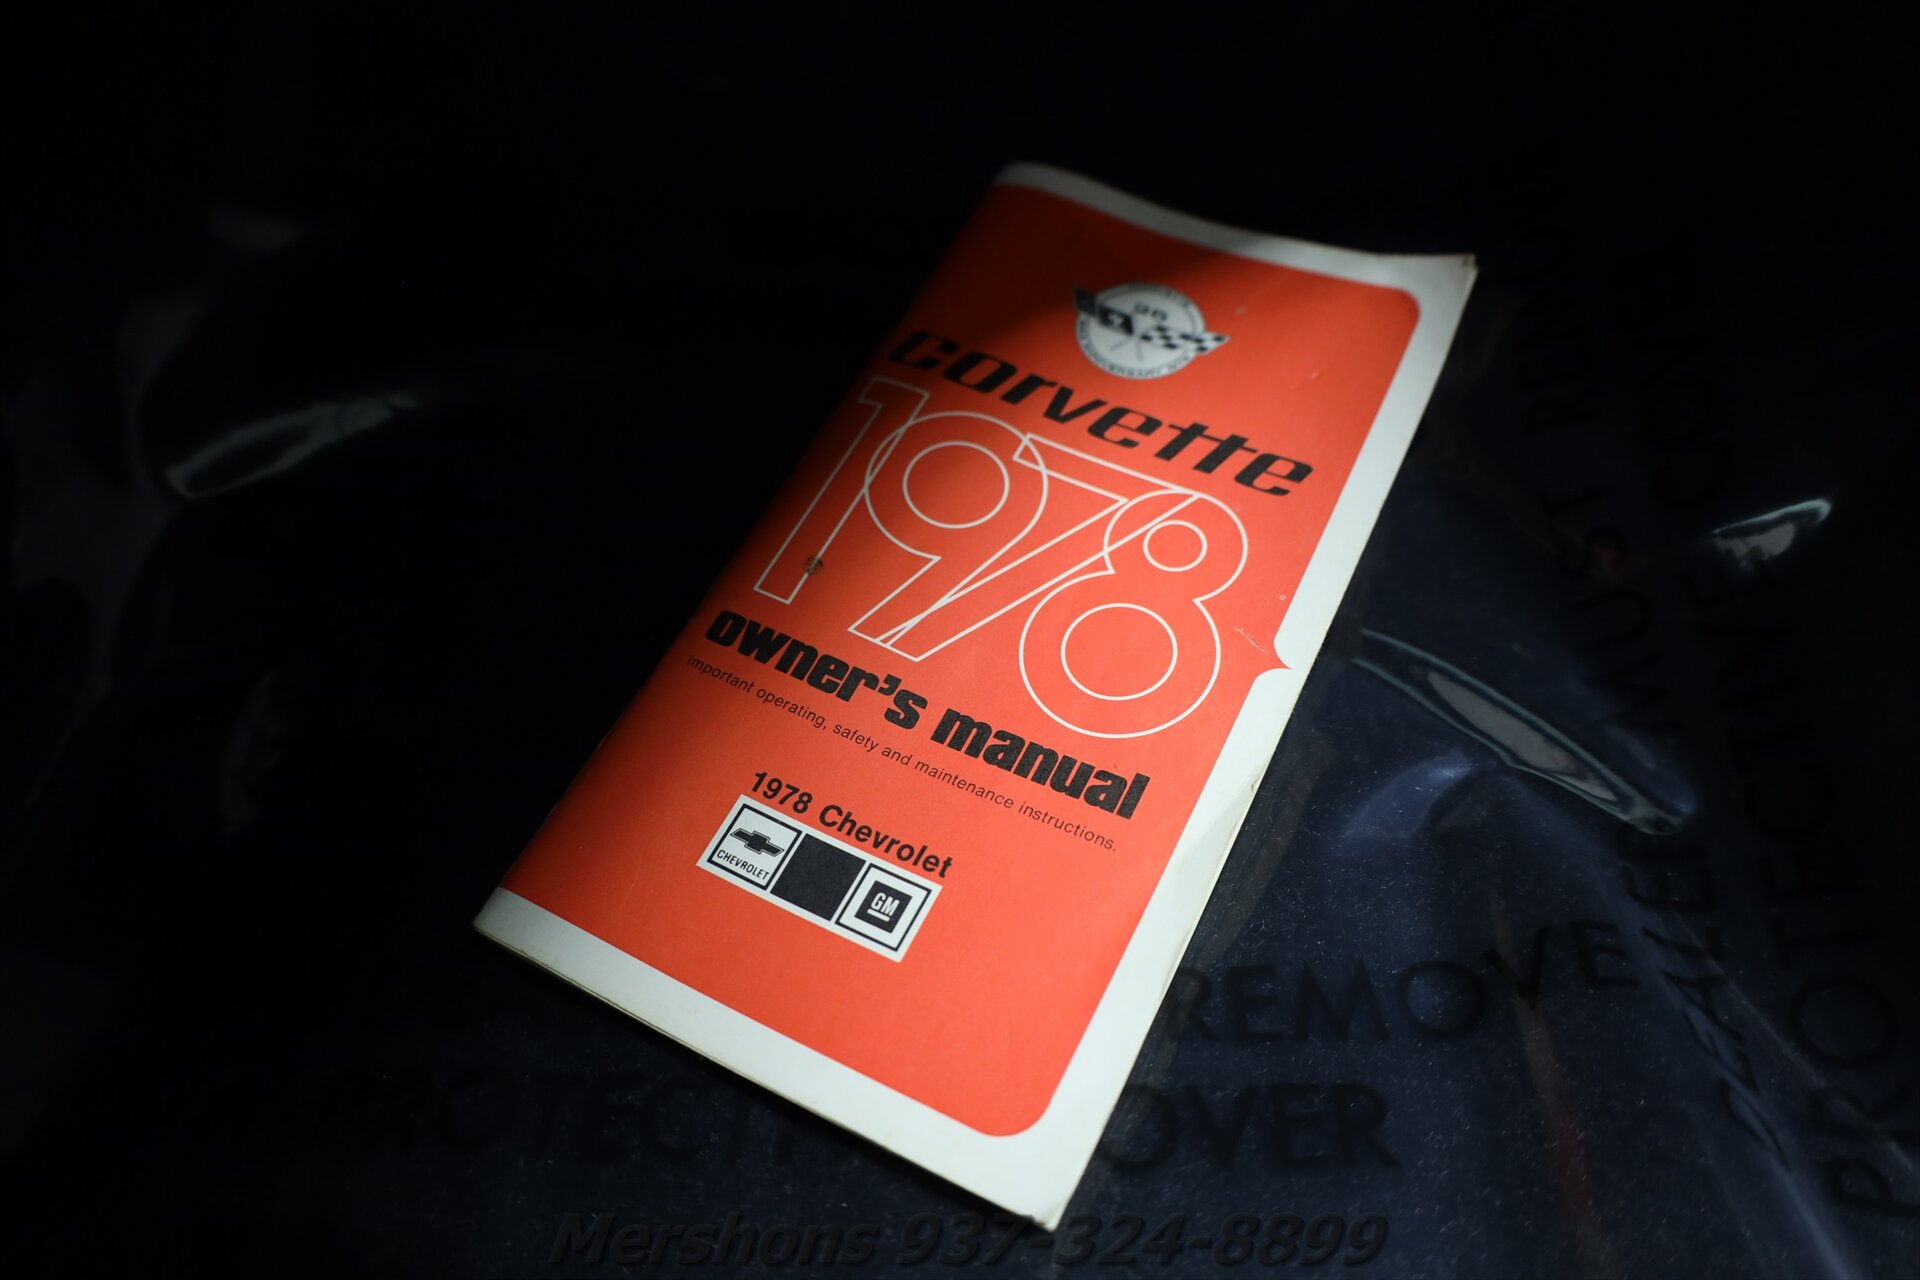 25
corvette
1978
owner's manual
Important operating, safety and maintenance instructions.
1978 Chevrolet
CHEVROLET
GM
REMOVE
OVER
Mershons 937-324-8899